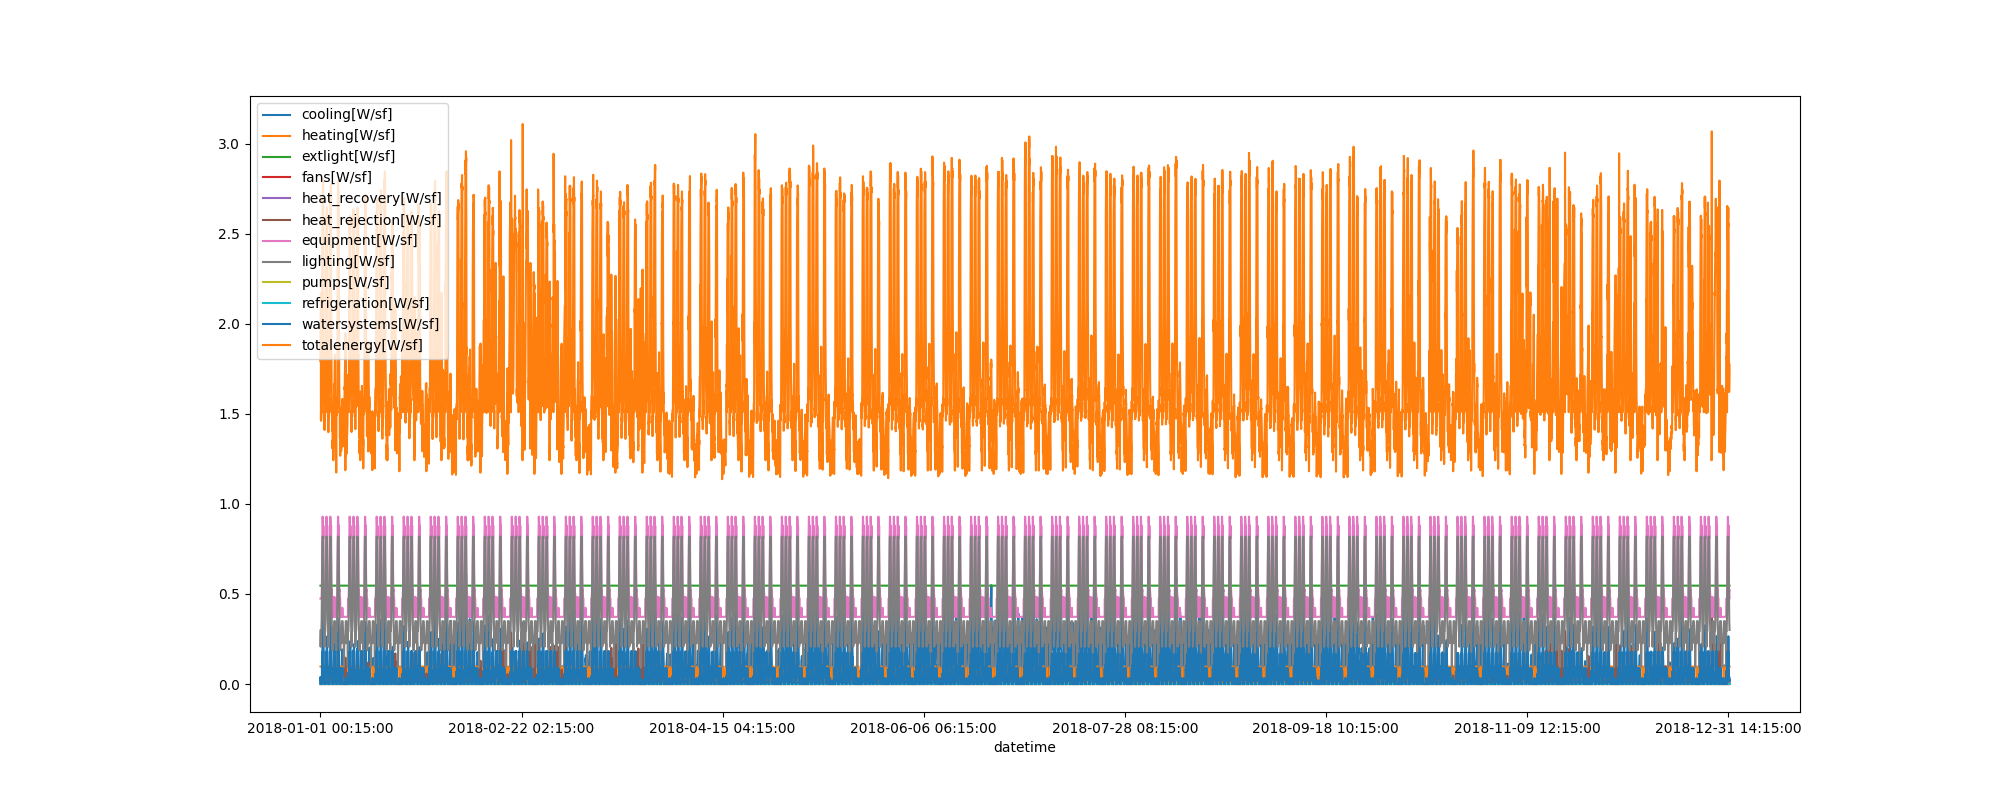 cooling[W/sf]
heating[W/sf]
extlight[W/sf]
fans[W/sf]
heat_recovery[W/sf]
heat_rejection[W/sf]
equipment[W/sf]
lighting[W/sf]
pumps[W/sf]
refrigeration[W/sf]
watersystems[W/sf]
totalenergy[W/sf]
3.0
2.5
2.0
1.5
1.0
0.5
0.0
2018-01-01 00:15:00 2018-02-22 02:15:00 2018-04-15 04:15:00 2018-06-06 06:15:00 2018-07-28 08:15:00 2018-09-18 10:15:00 2018-11-09 12:15:00 2018-12-31 14:15:00
datetime